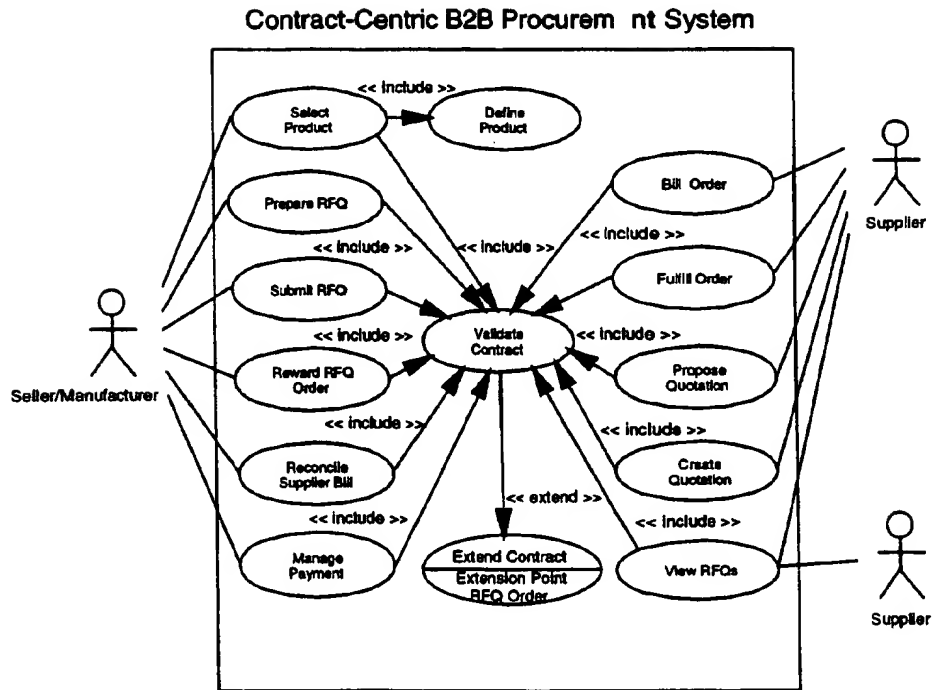 Contract-Centric B2B Procurem nt System
<< include >>
Select
Product
Define
Product
Bill Order
Supplier
Prepare RFQ
<< include >>
<< include >>
<< include >>
Submit RFQ
Fulfill Order
Validate
Contract
<< include >>
<< include >>
Seller/Manufacturer
Reward RFQ
Order
Propose
Quotation
<< include >>
<< include >>
Reconcile
Supplier Bill
Create
Quotation
<< extend >>
<< include >>
<< include >>
Manage
Payment
Extend Contract
Extension Point
RFQ Order
View RFQs
Supplier